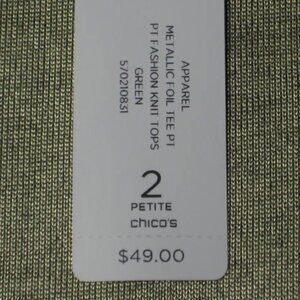 APPAREL
METALLIC FOIL TEE PT
PT FASHION KNIT TOPS
GREEN
570210831
2
PETITE
chico's
$49.00